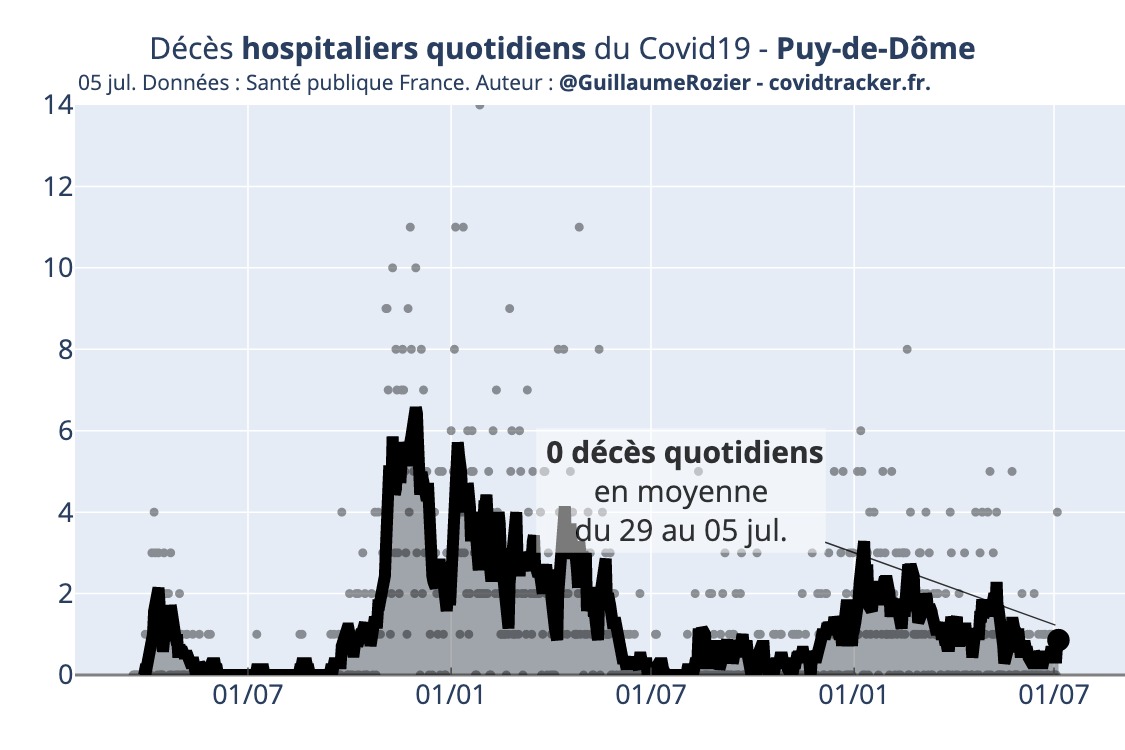 Décès hospitaliers quotidiens du Covid19 - Puy-de-Dôme
05 jul. Données : Santé publique France. Auteur : @GuillaumeRozier - covidtracker.fr.
14
12
10
8
6
0 décès quotidiens
en moyenne
4
du 29 au 05 jul.
2
0
01/07 01/01 01/07 01/01 01/07